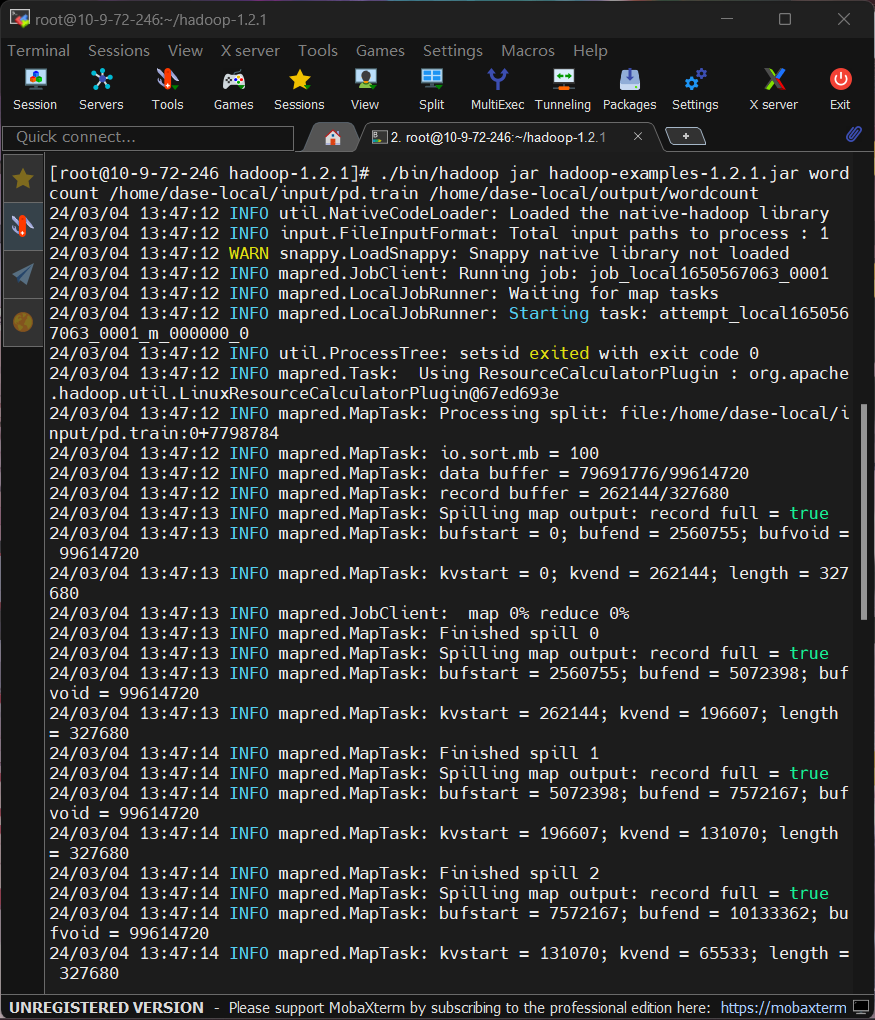 root@10-9-72-246:~/hadoop-1.2.1
Terminal Sessions View X server Tools Games Settings Macros Help
Session Servers Tools Games Sessions View Split MultiExec Tunneling Packages Settings X server Exit
Quick connect...
2. root@10-9-72-246:~/hadoop-1.2.1
[root@10-9-72-246 hadoop-1.2.1]# ./bin/hadoop jar hadoop-examples-1.2.1.jar word
count /home/dase-local/input/pd.train /home/dase-local/output/wordcount
24/03/04 13:47:12 INFO util.NativeCodeLoader: Loaded the native-hadoop library
24/03/04 13:47:12 INFO input.FileInputFormat: Total input paths to process : 1
24/03/04 13:47:12 WARN snappy.LoadSnappy: Snappy native library not loaded
24/03/04 13:47:12 INFO mapred.JobClient: Running job: job_local1650567063_0001
24/03/04 13:47:12 INFO mapred.LocalJobRunner: Waiting for map tasks
24/03/04 13:47:12 INFO mapred.LocalJobRunner: Starting task: attempt_local165056
7063_0001_m_000000_0
24/03/04 13:47:12 INFO util.ProcessTree: setsid exited with exit code 0
24/03/04 13:47:12 INFO mapred.Task:  Using ResourceCalculatorPlugin : org.apache
.hadoop.util.LinuxResourceCalculatorPlugin@67ed693e
24/03/04 13:47:12 INFO mapred.MapTask: Processing split: file:/home/dase-local/i
nput/pd.train:0+7798784
24/03/04 13:47:12 INFO mapred.MapTask: io.sort.mb = 100
24/03/04 13:47:12 INFO mapred.MapTask: data buffer = 79691776/99614720
24/03/04 13:47:12 INFO mapred.MapTask: record buffer = 262144/327680
24/03/04 13:47:13 INFO mapred.MapTask: Spilling map output: record full = true
24/03/04 13:47:13 INFO mapred.MapTask: bufstart = 0; bufend = 2560755; bufvoid =
 99614720
24/03/04 13:47:13 INFO mapred.MapTask: kvstart = 0; kvend = 262144; length = 327
680
24/03/04 13:47:13 INFO mapred.JobClient:  map 0% reduce 0%
24/03/04 13:47:13 INFO mapred.MapTask: Finished spill 0
24/03/04 13:47:13 INFO mapred.MapTask: Spilling map output: record full = true
24/03/04 13:47:13 INFO mapred.MapTask: bufstart = 2560755; bufend = 5072398; buf
void = 99614720
24/03/04 13:47:13 INFO mapred.MapTask: kvstart = 262144; kvend = 196607; length
= 327680
24/03/04 13:47:14 INFO mapred.MapTask: Finished spill 1
24/03/04 13:47:14 INFO mapred.MapTask: Spilling map output: record full = true
24/03/04 13:47:14 INFO mapred.MapTask: bufstart = 5072398; bufend = 7572167; buf
void = 99614720
24/03/04 13:47:14 INFO mapred.MapTask: kvstart = 196607; kvend = 131070; length
= 327680
24/03/04 13:47:14 INFO mapred.MapTask: Finished spill 2
24/03/04 13:47:14 INFO mapred.MapTask: Spilling map output: record full = true
24/03/04 13:47:14 INFO mapred.MapTask: bufstart = 7572167; bufend = 10133362; bu
fvoid = 99614720
24/03/04 13:47:14 INFO mapred.MapTask: kvstart = 131070; kvend = 65533; length =
 327680
UNREGISTERED VERSION - Please support MobaXterm by subscribing to the professional edition here: https://mobaxterm